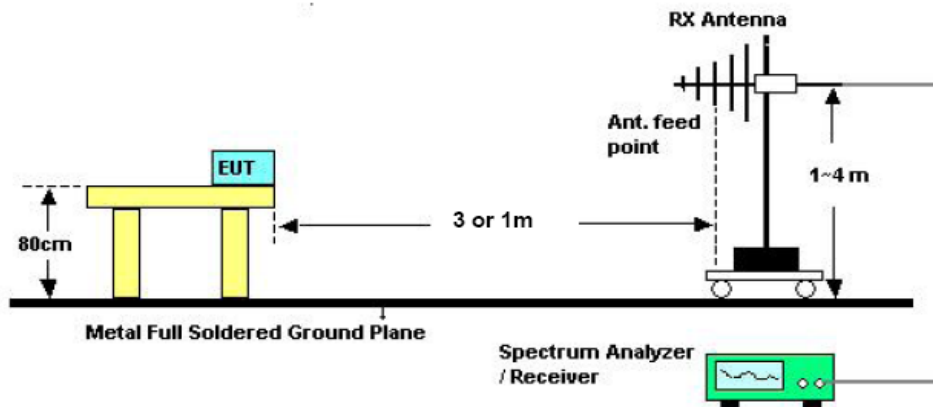 RX Antenna
Ant. feed
point
EUT
1~4 m
3 or 1m
80cm
Metal Full Soldered Ground Plane
Spectrum Analyzer
/ Receiver